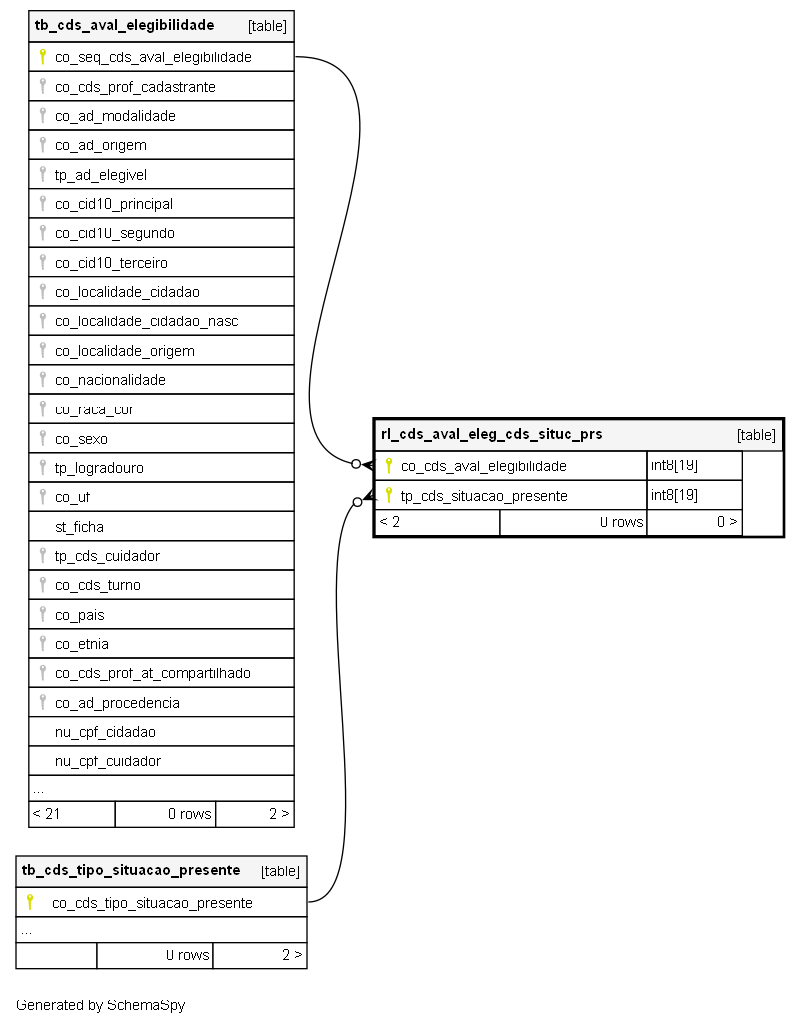 tb_cds_aval_elegibilidade [table]
co_seq_cds_aval_elegibilidade
co_cds_prof_cadastrante
co_ad_modalidade
co_ad_origem
tp_ad_elegivel
co_cid10_principal
co_cid10_segundo
co_cid10_terceiro
co_localidade_cidadao
co_localidade_cidadao_nasc
co_localidade_origem
co_nacionalidade
co_raca_cor
co_sexo
tp_logradouro
co_uf
st_ficha
tp_cds_cuidador
co_cds_turno
co_pais
co_etnia
co_cds_prof_at_compartilhado
co_ad_procedencia
nu_cpf_cidadao
nu_cpf_cuidador
...
< 21 0 rows 2 >
rl_cds_aval_eleg_cds_situc_prs [table]
co_cds_aval_elegibilidade int8[19]
tp_cds_situacao_presente int8[19]
< 2 0 rows 0 >
tb_cds_tipo_situacao_presente [table]
co_cds_tipo_situacao_presente
...
0 rows 2 >
Generated by SchemaSpy